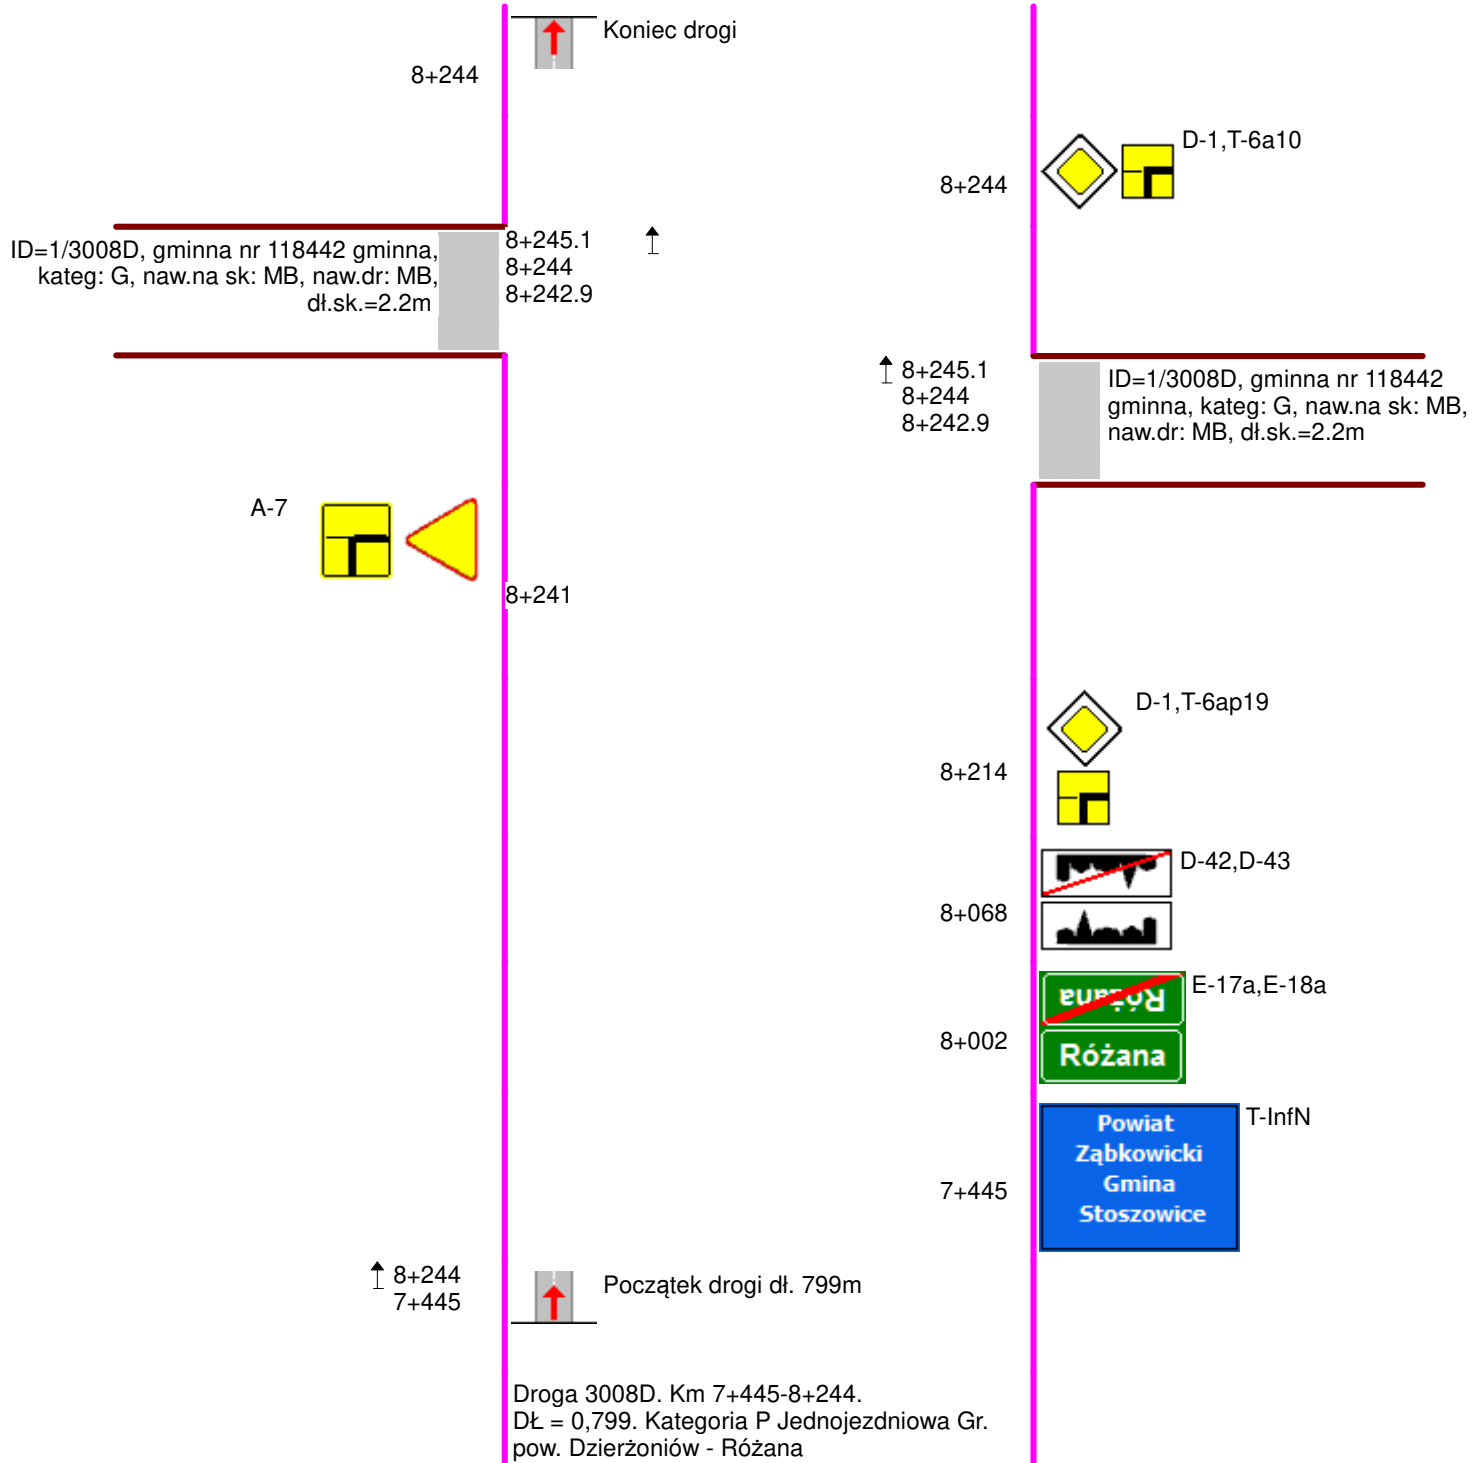 Koniec drogi
8+244
D-1,T-6a10
8+244
ID=1/3008D, gminna nr 118442 gminna,
kateg: G, naw.na sk: MB, naw.dr: MB,
dł.sk.=2.2m
8+245.1
8+244
8+242.9
8+245.1
8+244
8+242.9
ID=1/3008D, gminna nr 118442
gminna, kateg: G, naw.na sk: MB,
naw.dr: MB, dł.sk.=2.2m
A-7
8+241
D-1,T-6ap19
8+214
D-42,D-43
8+068
E-17a,E-18a
Różana
8+002
Różana
T-InfN
Powiat
Ząbkowicki
Gmina
Stoszowice
7+445
8+244
7+445
Początek drogi dł. 799m
Droga 3008D. Km 7+445-8+244.
DŁ = 0,799. Kategoria P Jednojezdniowa Gr.
pow. Dzierżoniów - Różana